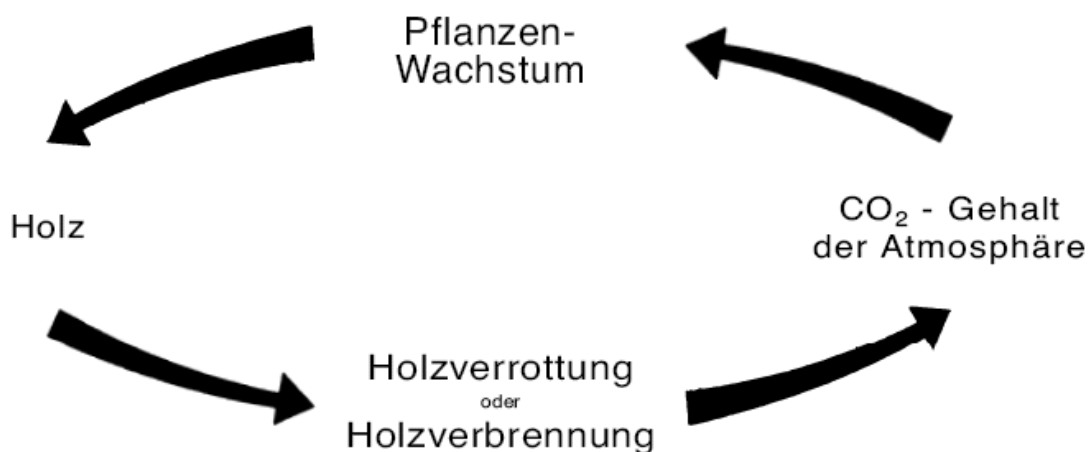 Pflanzen-
Wachstum
Holz
CO₂ - Gehalt
der Atmosphäre
Holzverrottung
oder
Holzverbrennung